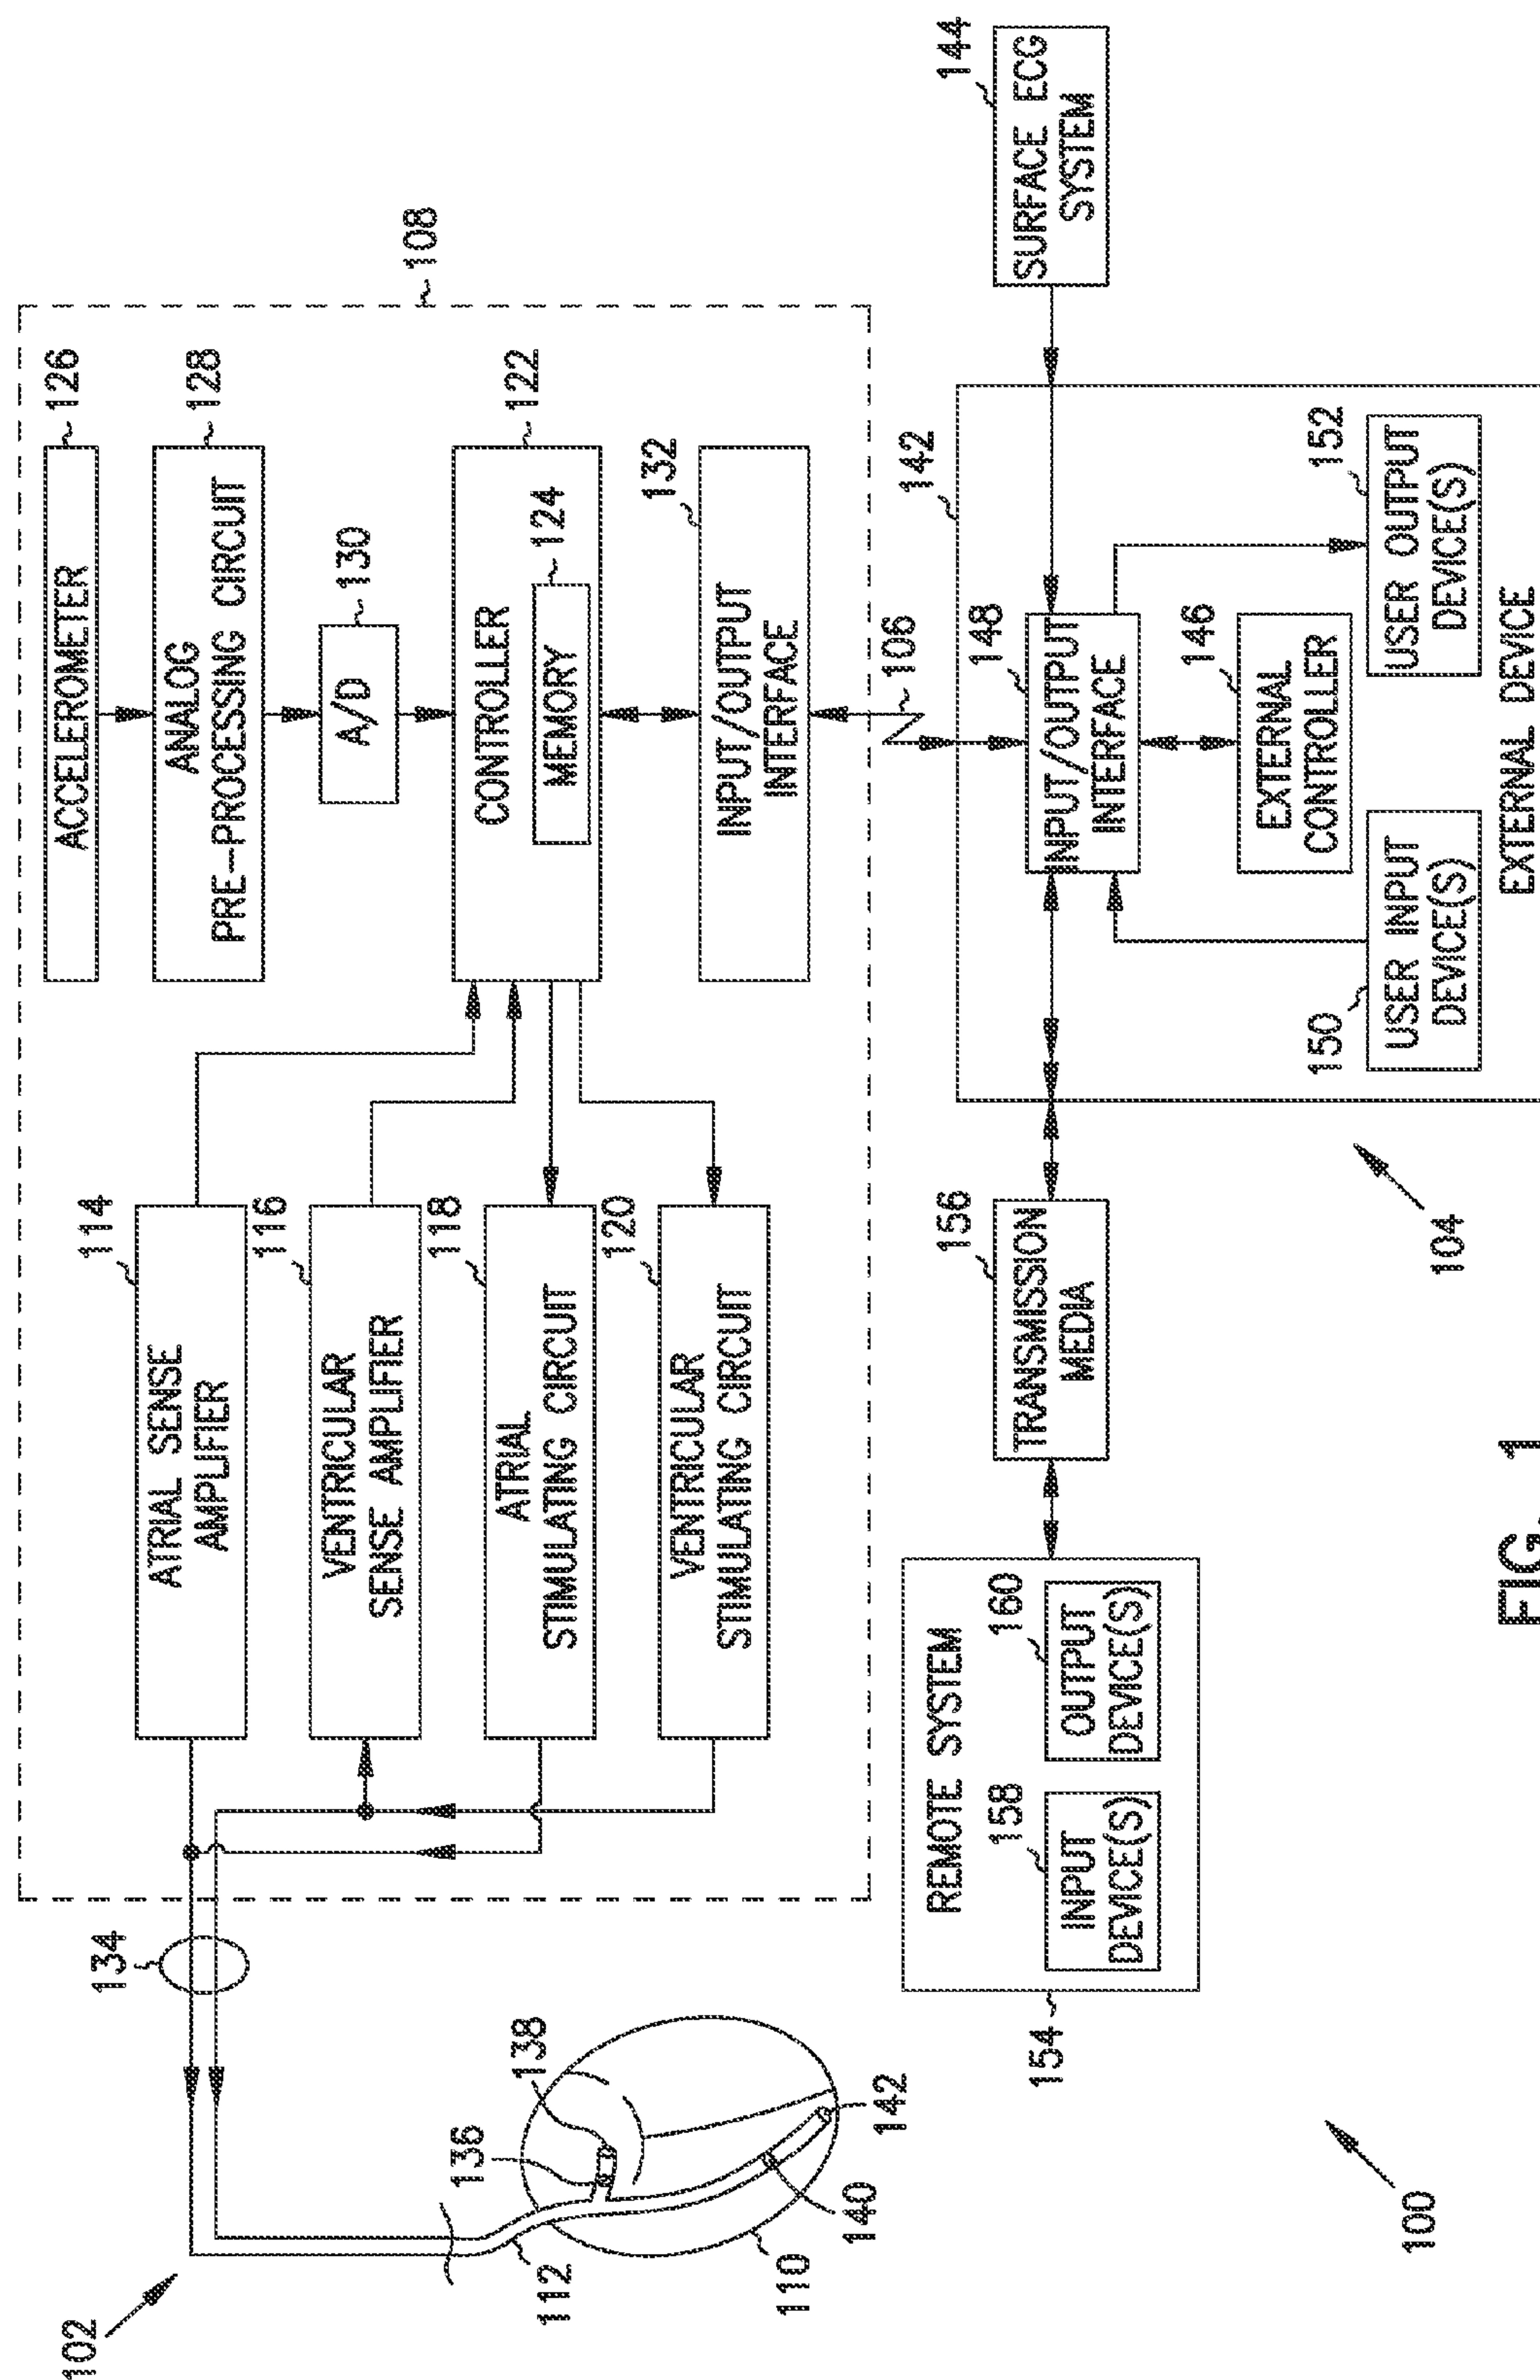 102
134
114
ATRIAL SENSE
AMPLIFIER
116
VENTRICULAR
SENSE AMPLIFIER
118
ATRIAL
STIMULATING CIRCUIT
120
VENTRICULAR
STIMULATING CIRCUIT
126
ACCELEROMETER
128
ANALOG
PRE-PROCESSING CIRCUIT
130
A/D
122
CONTROLLER
124
MEMORY
132
INPUT/OUTPUT
INTERFACE
108
136
138
112
110
140
142
106
REMOTE SYSTEM
158
INPUT
DEVICE(S)
160
OUTPUT
DEVICE(S)
154
156
TRANSMISSION
MEDIA
142
148
INPUT/OUTPUT
INTERFACE
146
EXTERNAL
CONTROLLER
150
USER INPUT
DEVICE(S)
152
USER OUTPUT
DEVICE(S)
EXTERNAL DEVICE
144
SURFACE ECG
SYSTEM
104
100
FIG. 1